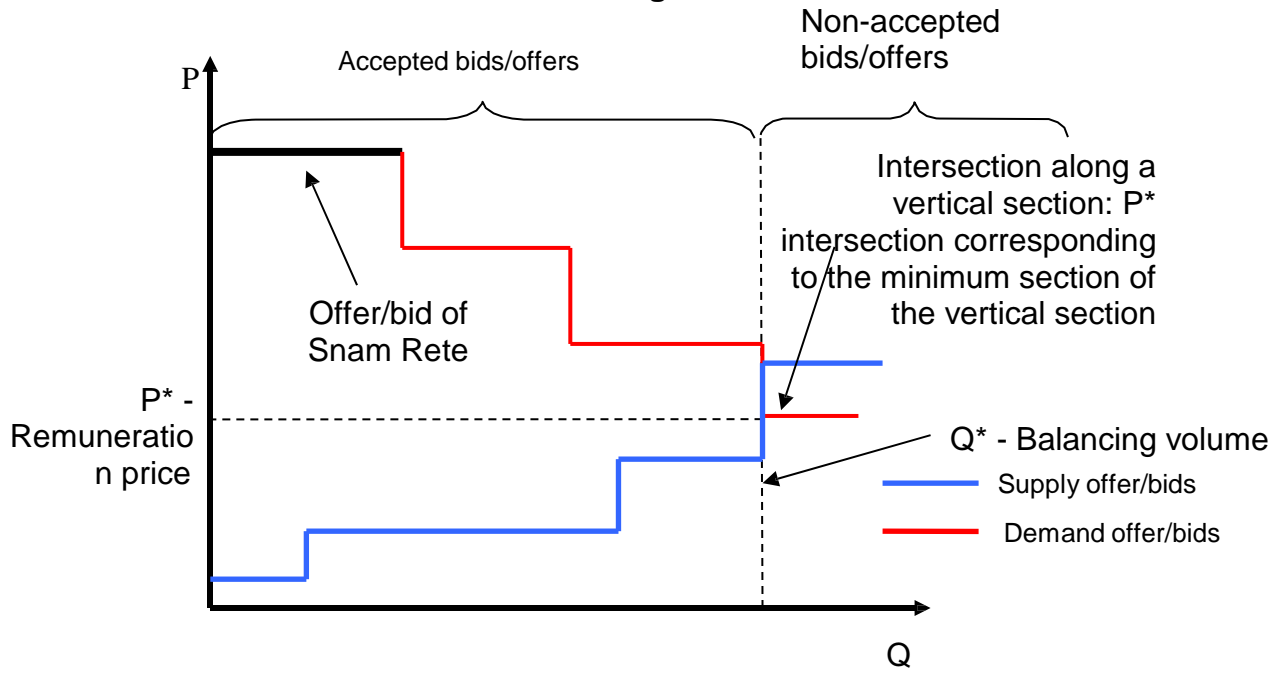 Non-accepted
bids/offers
Accepted bids/offers
P
Intersection along a
vertical section: P*
intersection corresponding
to the minimum section of
the vertical section
Offer/bid of
Snam Rete
P* -
Remuneratio
n price
Q* - Balancing volume
Supply offer/bids
Demand offer/bids
Q